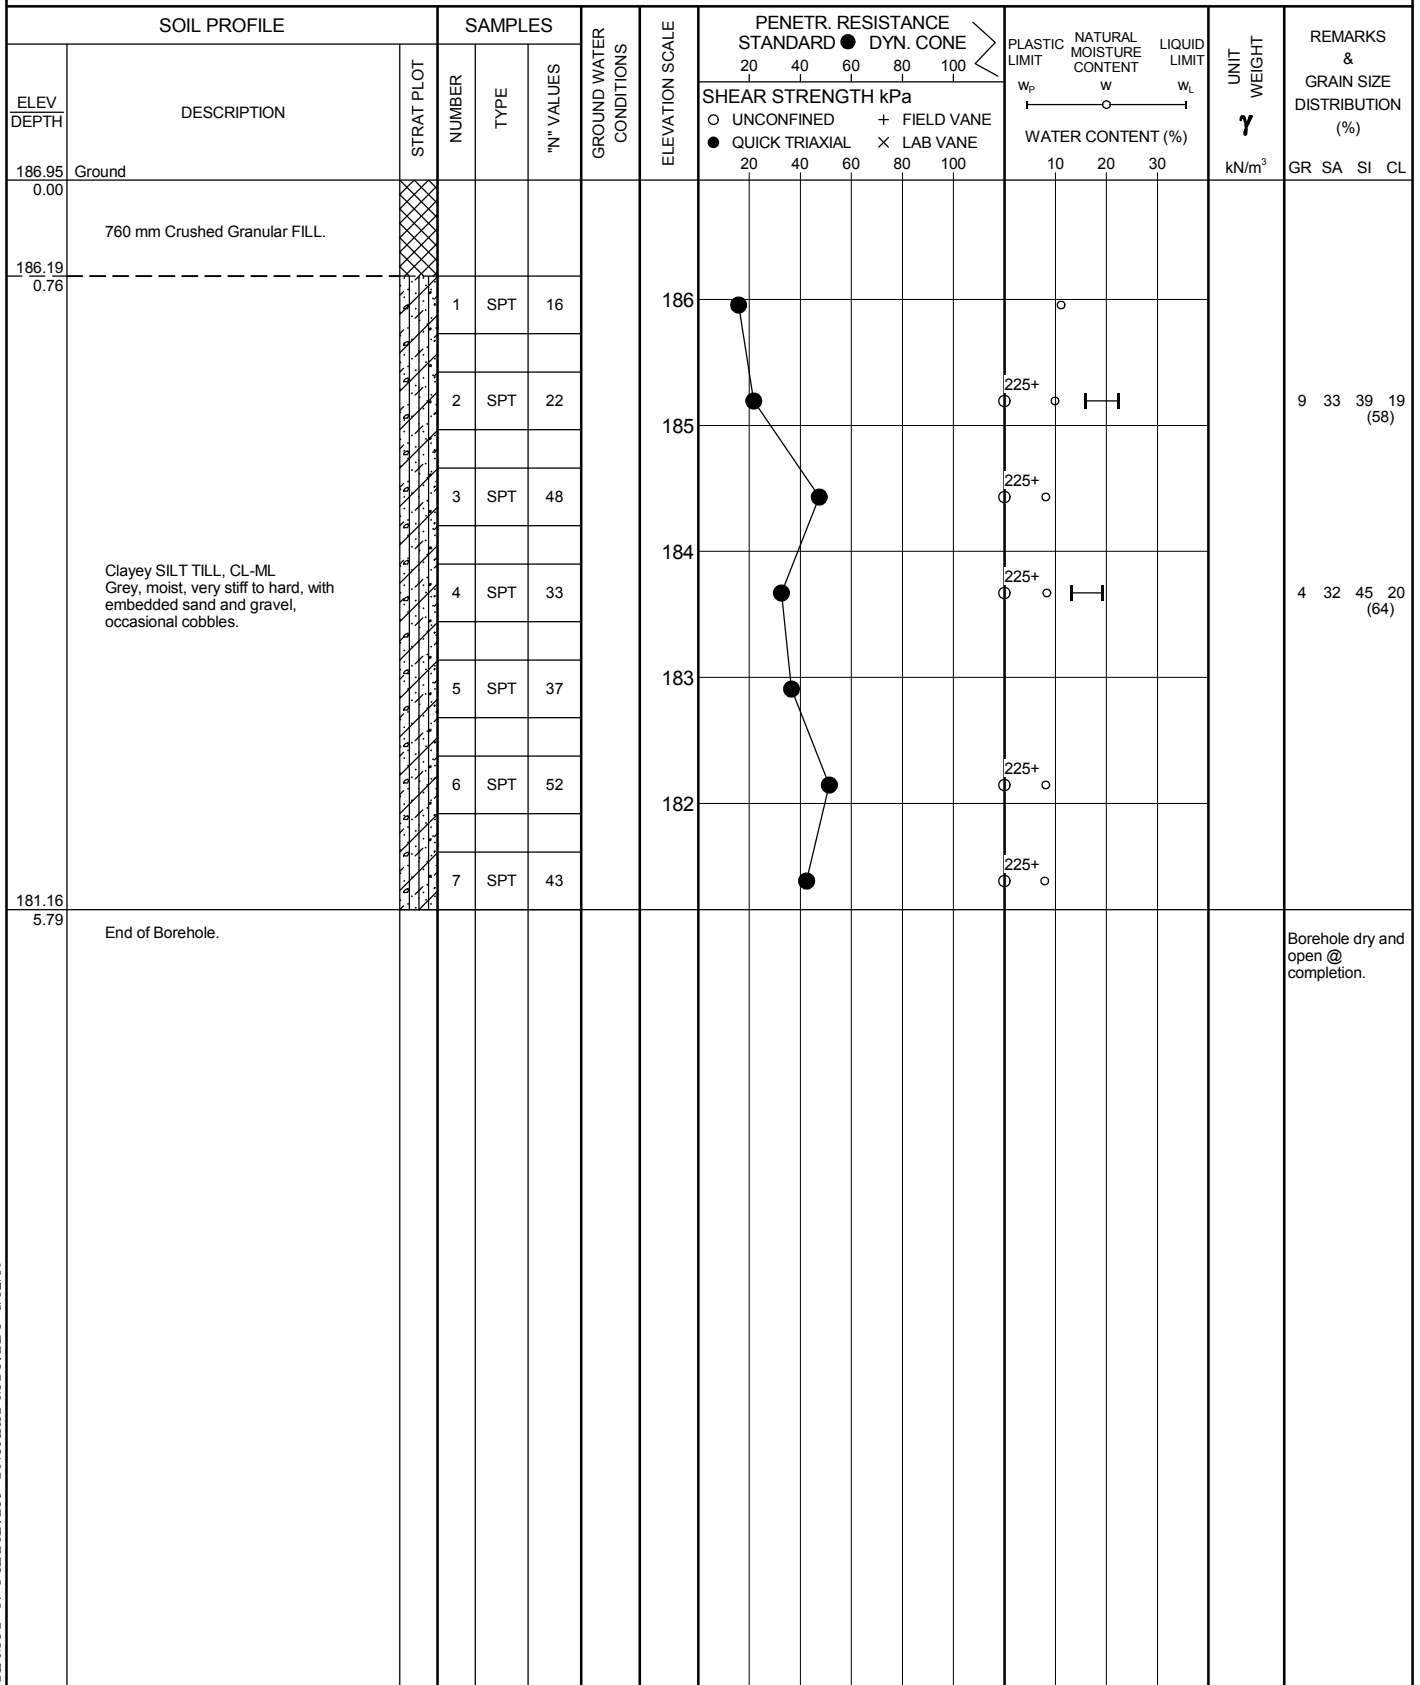 SOIL PROFILE
SAMPLES
GROUND WATER
CONDITIONS
ELEVATION SCALE
PENETR. RESISTANCE
STANDARD ● DYN. CONE
20 40 60 80 100
SHEAR STRENGTH kPa
○ UNCONFINED + FIELD VANE
● QUICK TRIAXIAL × LAB VANE
20 40 60 80 100
PLASTIC
LIMIT
NATURAL
MOISTURE
CONTENT
LIQUID
LIMIT
wP w wL
WATER CONTENT (%)
10 20 30
UNIT
WEIGHT
γ
kN/m³
REMARKS
&
GRAIN SIZE
DISTRIBUTION
(%)
GR SA SI CL
ELEV
DEPTH
DESCRIPTION
STRAT PLOT
NUMBER
TYPE
"N" VALUES
186.95 Ground
0.00
760 mm Crushed Granular FILL.
186.19
0.76
1 SPT 16
186
2 SPT 22
225+
9 33 39 19
(58)
185
3 SPT 48
225+
184
Clayey SILT TILL, CL-ML
Grey, moist, very stiff to hard, with
embedded sand and gravel,
occasional cobbles.
4 SPT 33
225+
4 32 45 20
(64)
183
5 SPT 37
6 SPT 52
225+
182
7 SPT 43
225+
181.16
5.79
End of Borehole.
Borehole dry and
open @
completion.